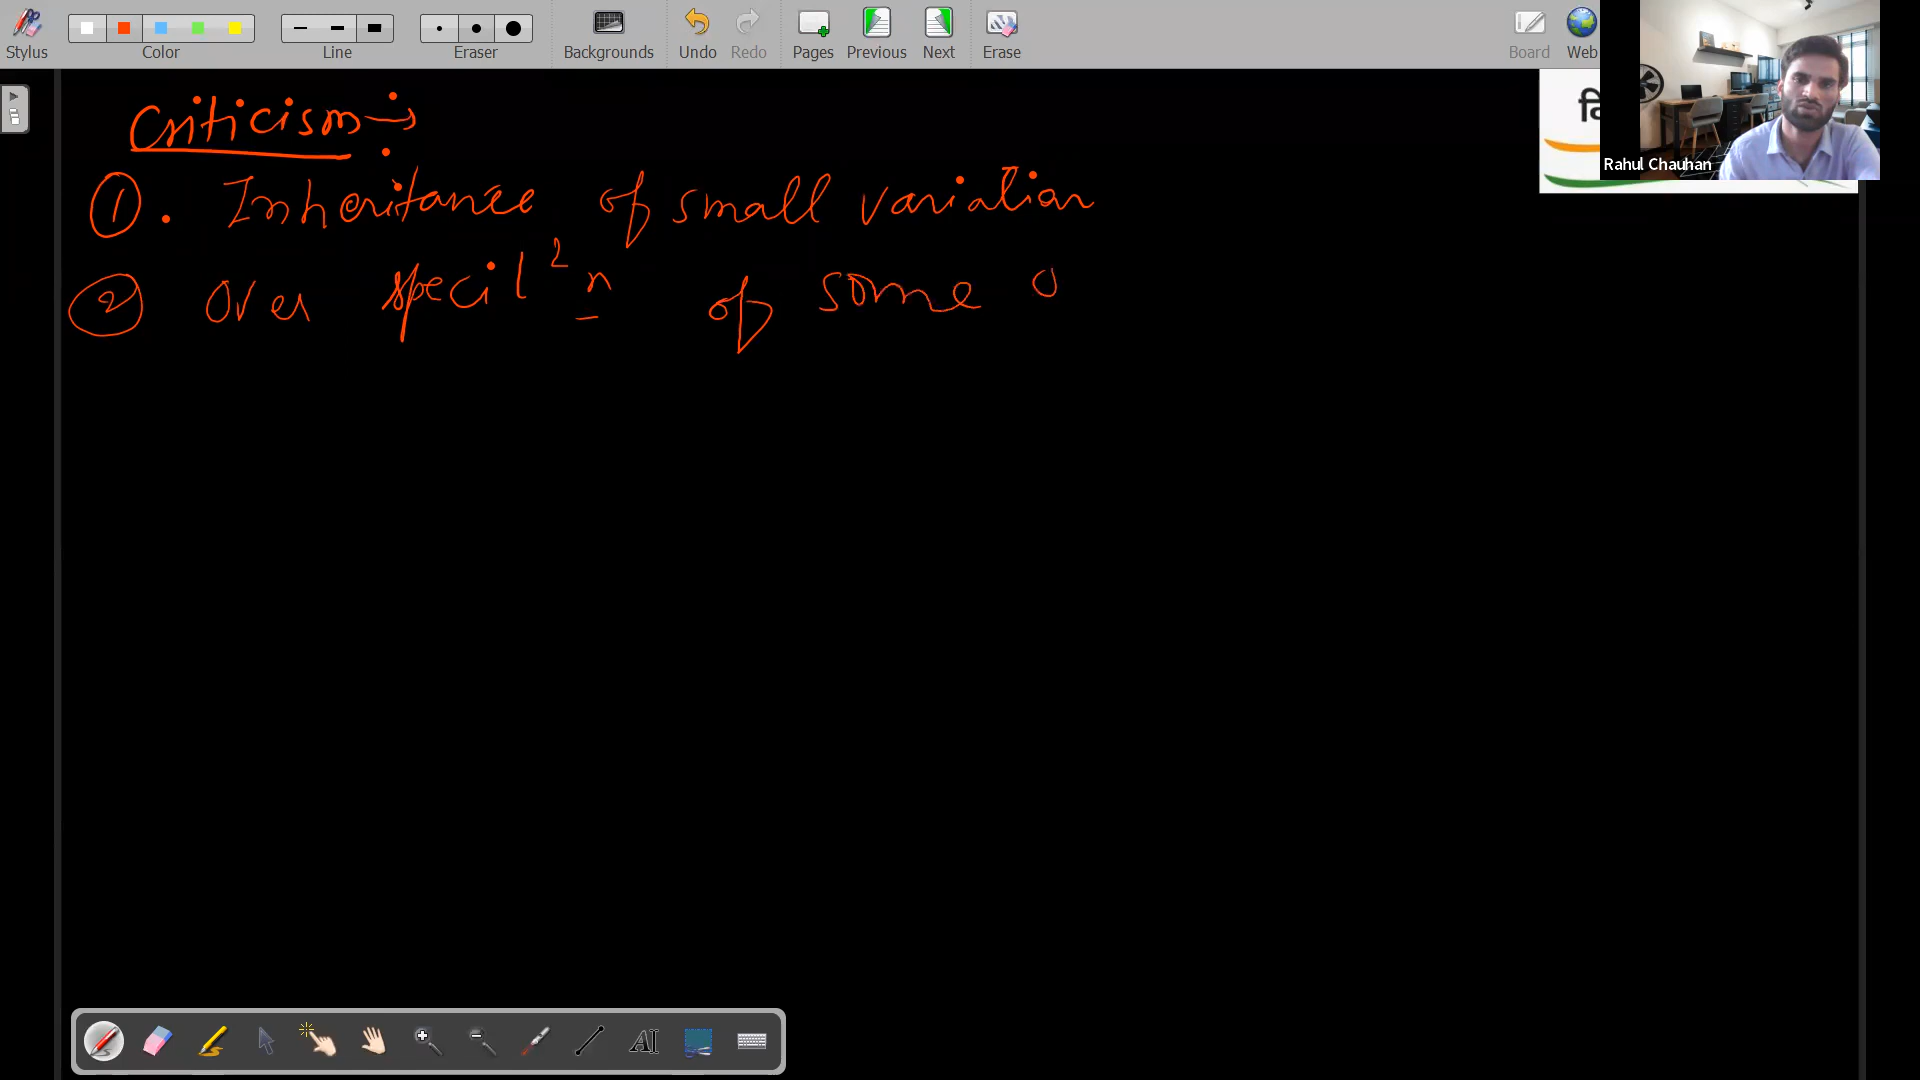 Stylus Color Line Eraser Backgrounds Undo Redo Pages Previous Next Erase Board Web
Rahul Chauhan
Criticism →
① . Inheritance of small variation
② Over specil²n of some o